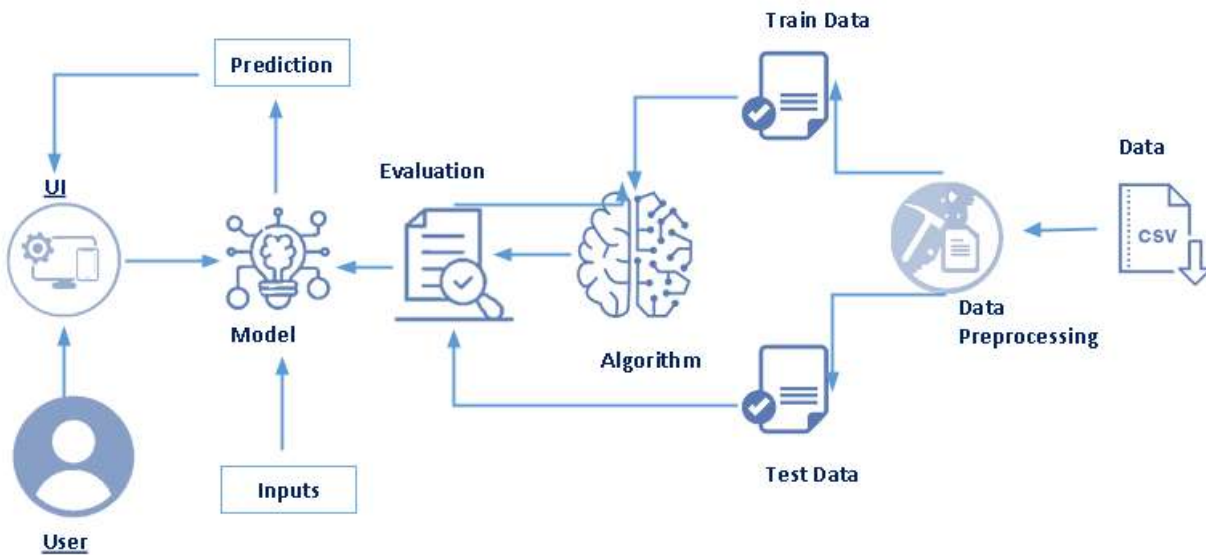 Train Data
Prediction
Data
Evaluation
UI
CSV
Data
Preprocessing
Model
Algorithm
Test Data
Inputs
User